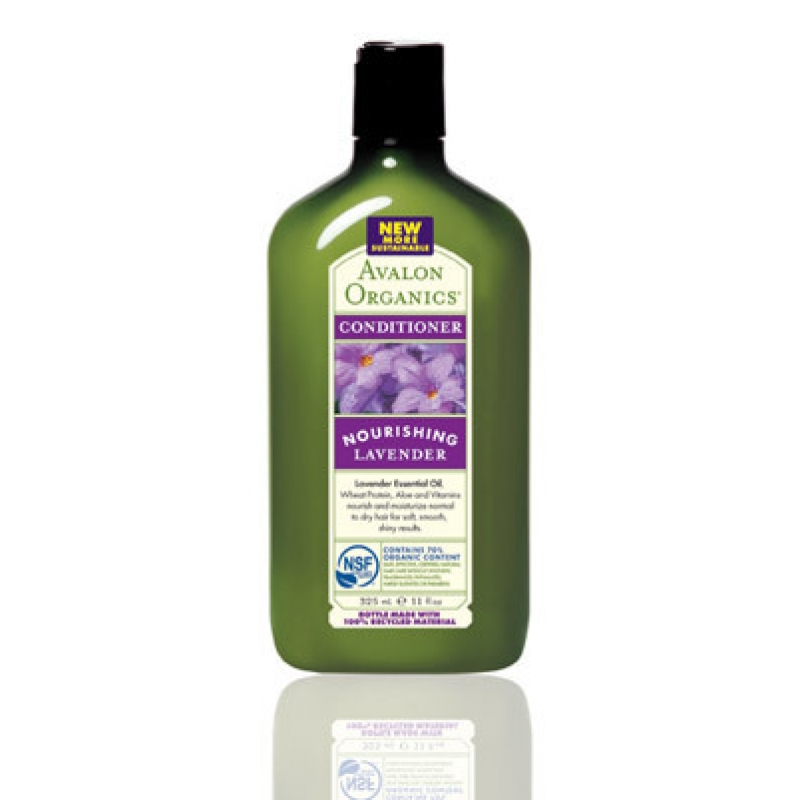 NEW
MORE
SUSTAINABLE
AVALON
ORGANICS®
CONDITIONER
NOURISHING
LAVENDER
Lavender Essential Oil,
Wheat Protein, Aloe and Vitamins
nourish and moisturize normal
to dry hair for soft, smooth,
shiny results.
NSF
CONTAINS 70%
ORGANIC CONTENT
325 mL ℮ 11 fl oz
BOTTLE MADE WITH
100% RECYCLED MATERIAL